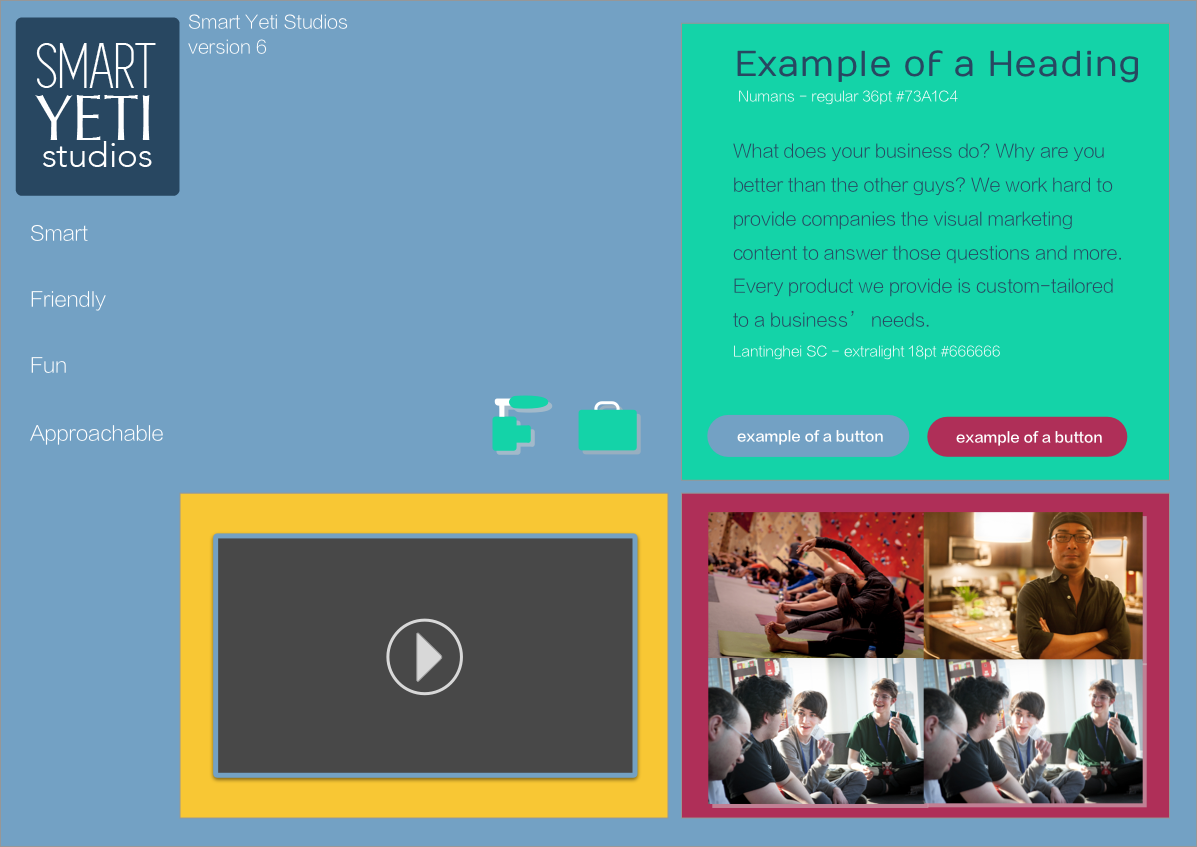 SMART
YETI
studios
Smart Yeti Studios
version 6
Smart
Friendly
Fun
Approachable
Example of a Heading
Numans - regular 36pt #73A1C4
What does your business do? Why are you
better than the other guys? We work hard to
provide companies the visual marketing
content to answer those questions and more.
Every product we provide is custom-tailored
to a business’ needs.
Lantinghei SC - extralight 18pt #666666
example of a button
example of a button